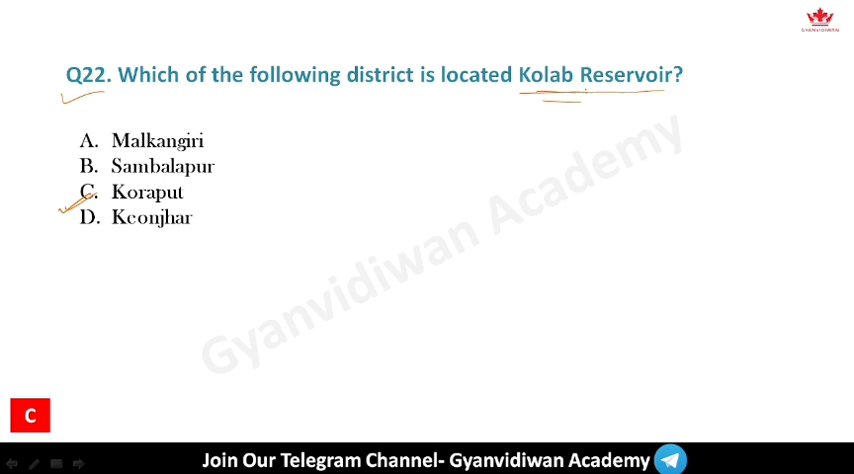 GYANVIDIWAN
Q22. Which of the following district is located Kolab Reservoir?
A. Malkangiri
B. Sambalapur
C. Koraput
D. Keonjhar
Gyanvidiwan Academy
C
Join Our Telegram Channel- Gyanvidiwan Academy